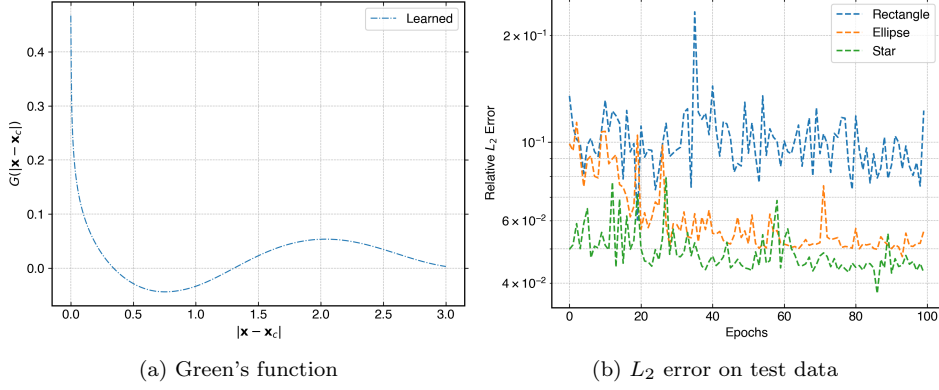 Learned
0.4
0.3
0.2
0.1
0.0
G(|x − x_c|)
0.0 0.5 1.0 1.5 2.0 2.5 3.0
|x − x_c|
(a) Green's function
Rectangle
Ellipse
Star
2 × 10⁻¹
10⁻¹
6 × 10⁻²
4 × 10⁻²
Relative L₂ Error
0 20 40 60 80 100
Epochs
(b) L₂ error on test data